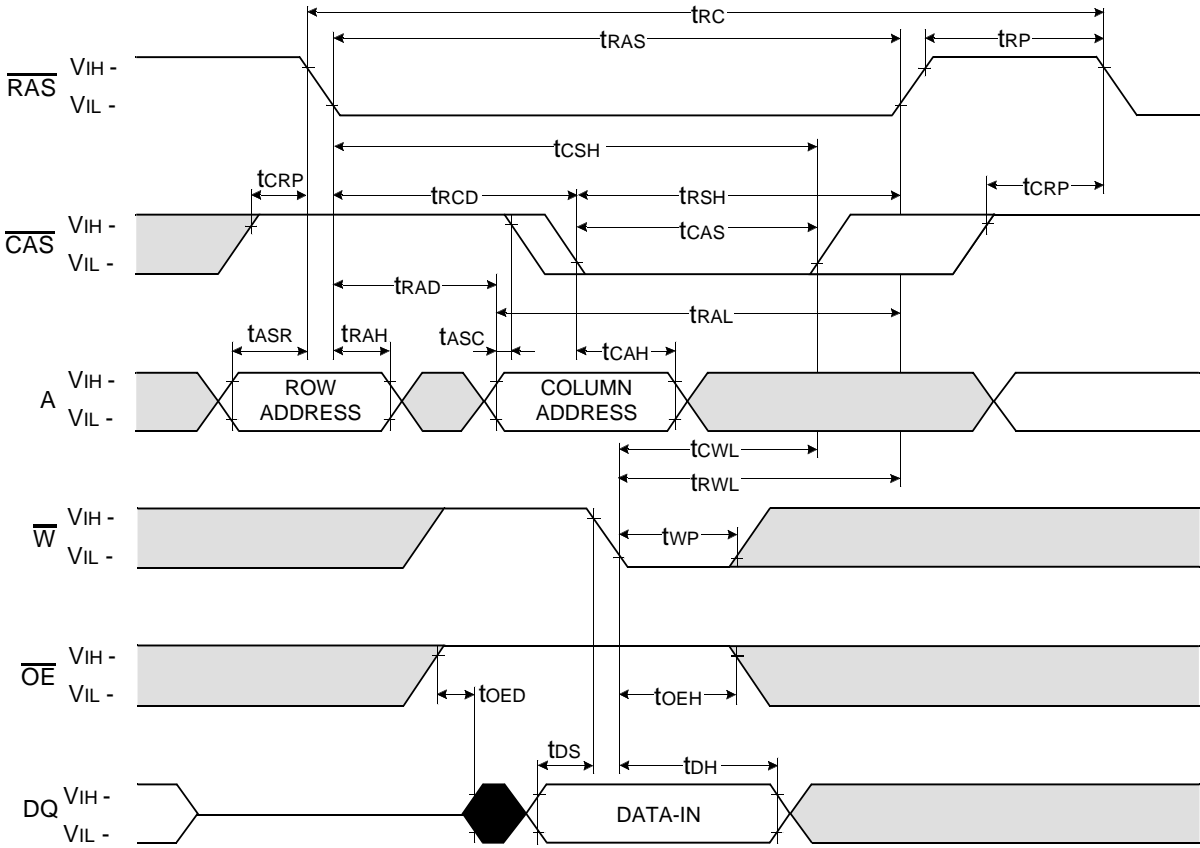 tRC
tRAS
tRP
RAS
VIH -
VIL -
tCSH
tCRP
tRCD
tRSH
tCRP
CAS
VIH -
VIL -
tCAS
tRAD
tRAL
tASR
tRAH
tASC
tCAH
A
VIH -
VIL -
ROW
ADDRESS
COLUMN
ADDRESS
tCWL
tRWL
W
VIH -
VIL -
tWP
OE
VIH -
VIL -
tOED
tOEH
tDS
tDH
DQ
VIH -
VIL -
DATA-IN